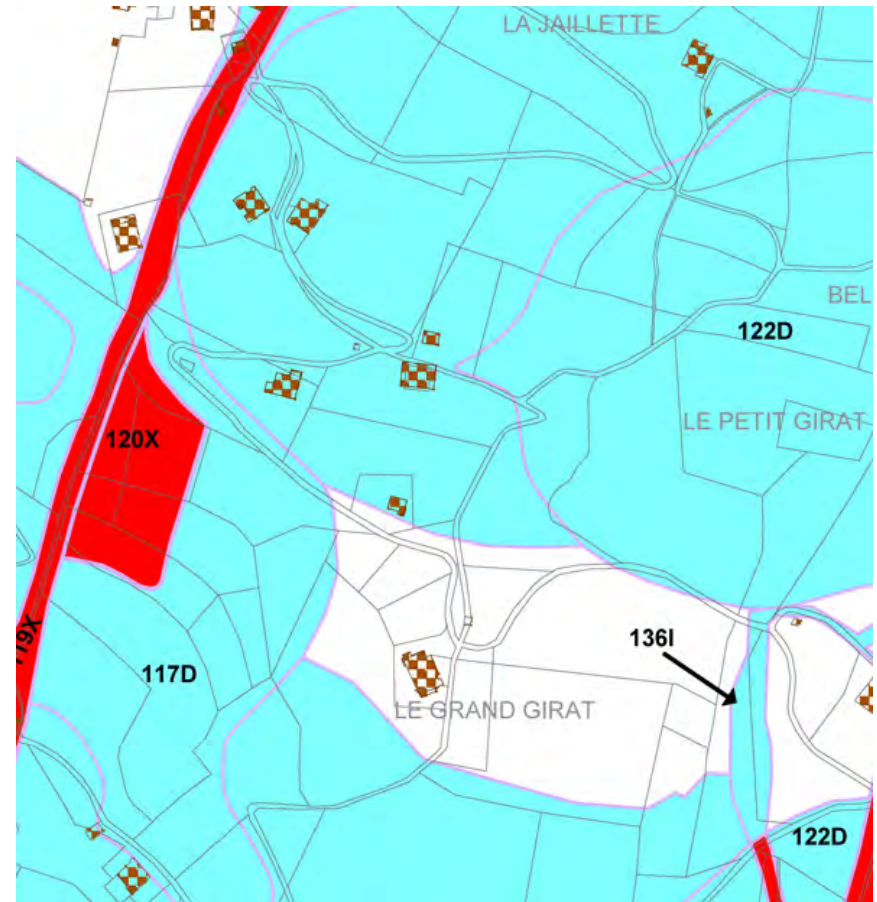 LA JAILLETTE
BEL
122D
LE PETIT GIRAT
120X
119X
136I
117D
LE GRAND GIRAT
122D